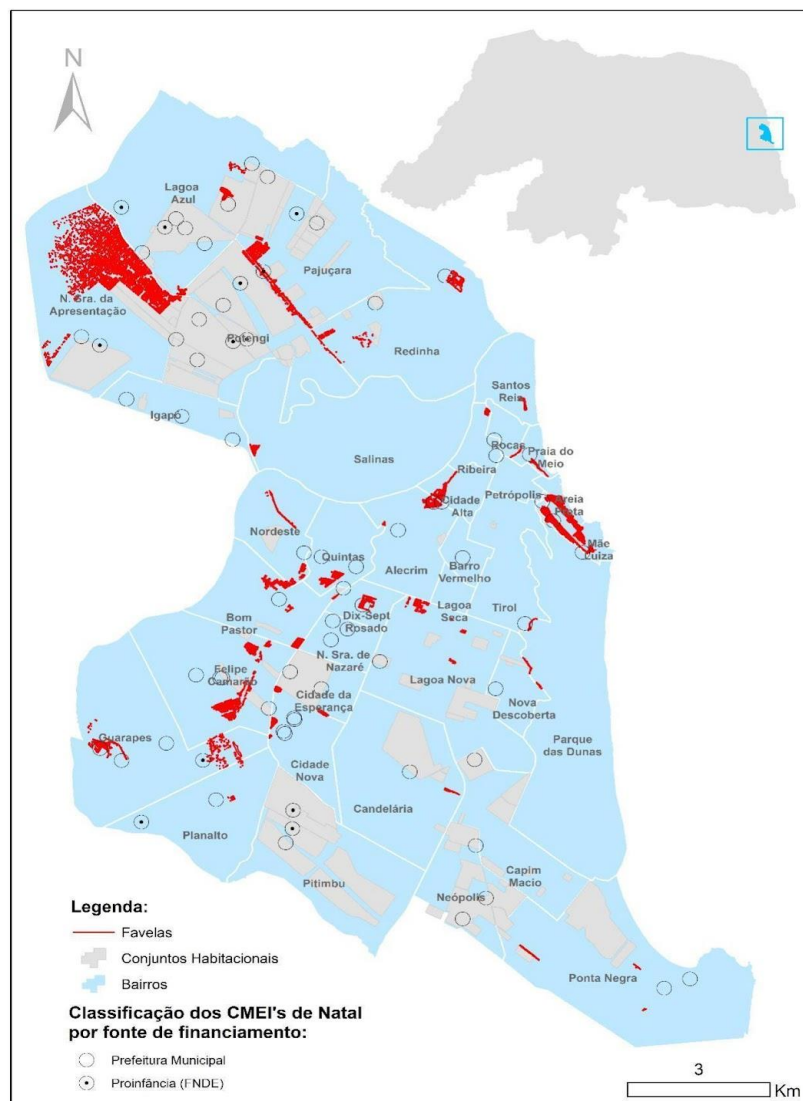 N
Lagoa
Azul
Pajuçara
N. Sra. da
Apresentação
Potengi
Redinha
Igapó
Santos
Reis
Salinas
Rocas
Praia do
Meio
Ribeira
Petrópolis
Areia
Preta
Cidade
Alta
Mãe
Luiza
Nordeste
Quintas
Alecrim
Barro
Vermelho
Dix-Sept
Rosado
Lagoa
Seca
Tirol
Bom
Pastor
N. Sra. de
Nazaré
Felipe
Camarão
Lagoa Nova
Cidade da
Esperança
Nova
Descoberta
Guarapes
Parque
das Dunas
Cidade
Nova
Candelária
Planalto
Pitimbu
Capim
Macio
Neópolis
Ponta Negra
Legenda:
Favelas
Conjuntos Habitacionais
Bairros
Classificação dos CMEI's de Natal
por fonte de financiamento:
Prefeitura Municipal
Proinfância (FNDE)
3
Km